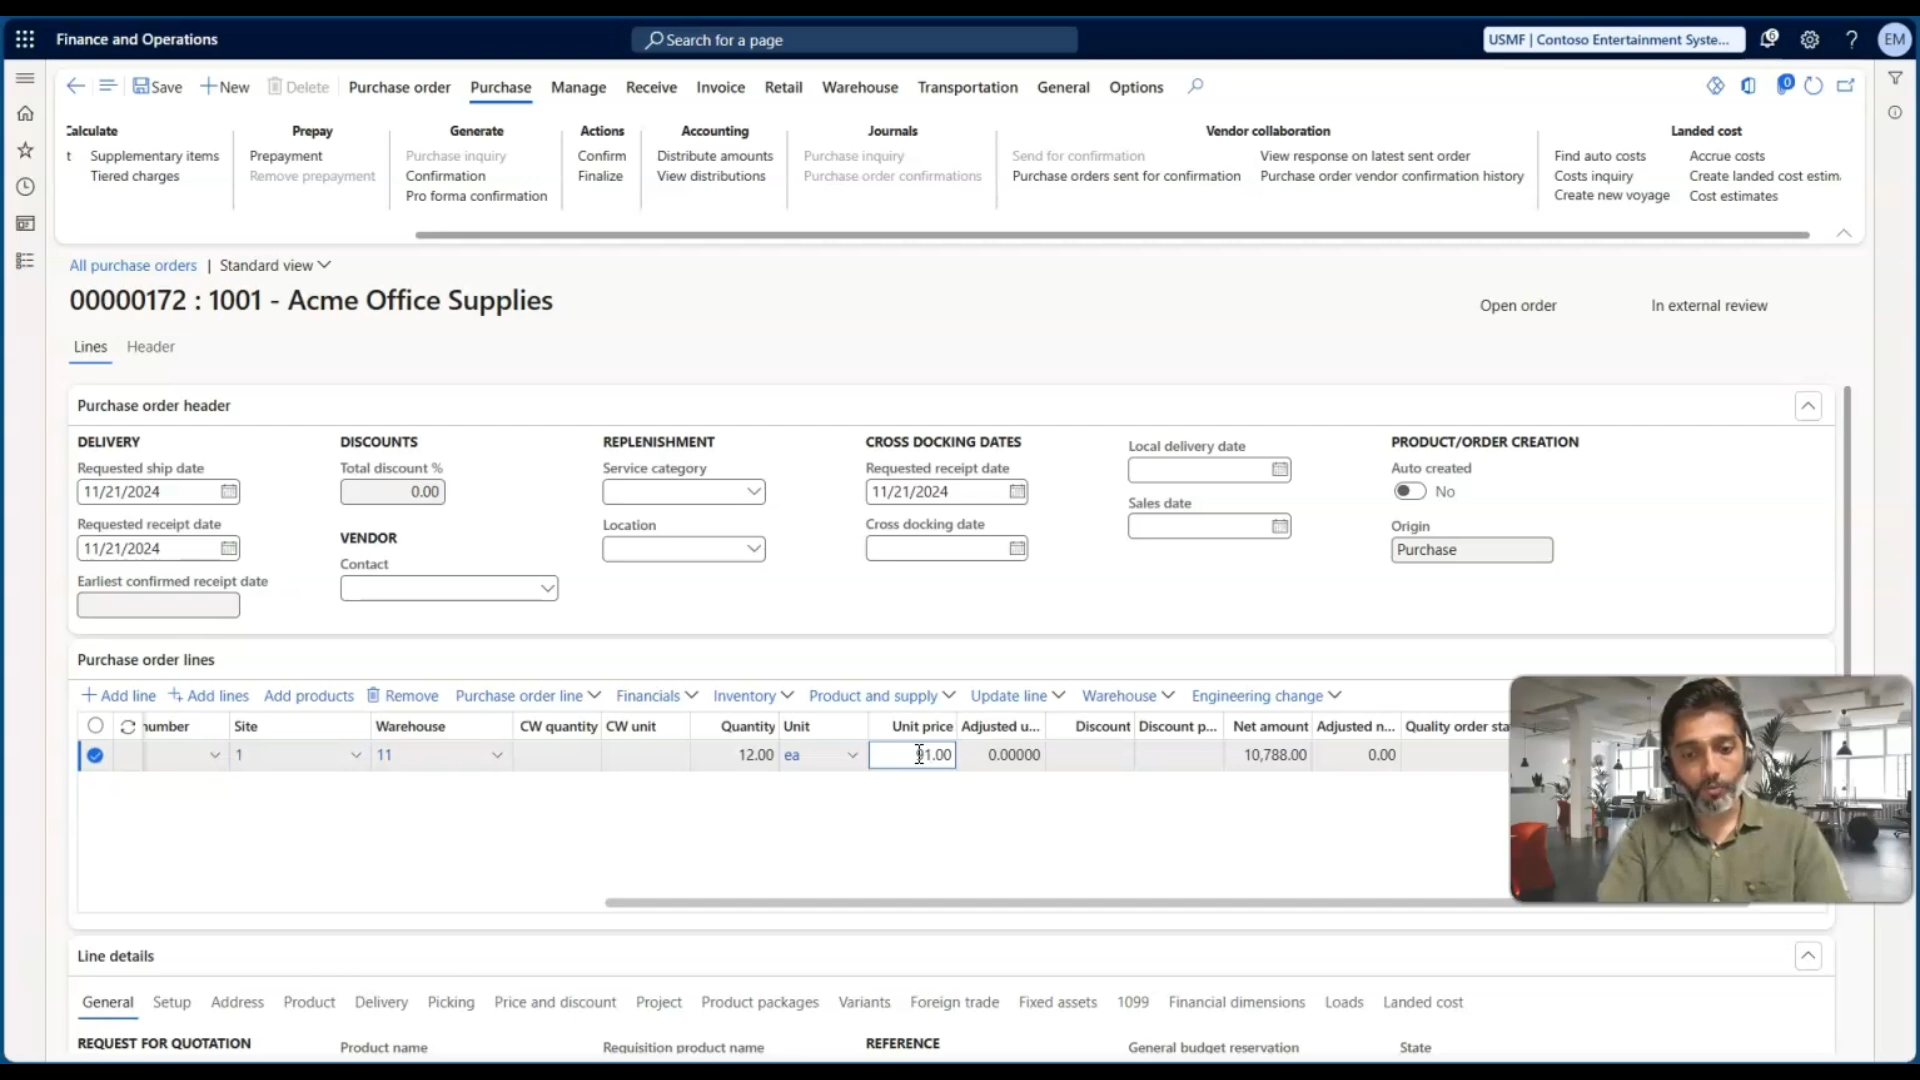 Finance and Operations
Search for a page
USMF | Contoso Entertainment Syste...
6
?
EM
Save
New
Delete
Purchase order
Purchase
Manage
Receive
Invoice
Retail
Warehouse
Transportation
General
Options
0
Calculate
t
Supplementary items
Tiered charges
Prepay
Prepayment
Remove prepayment
Generate
Purchase inquiry
Confirmation
Pro forma confirmation
Actions
Confirm
Finalize
Accounting
Distribute amounts
View distributions
Journals
Purchase inquiry
Purchase order confirmations
Vendor collaboration
Send for confirmation
Purchase orders sent for confirmation
View response on latest sent order
Purchase order vendor confirmation history
Landed cost
Find auto costs
Costs inquiry
Create new voyage
Accrue costs
Create landed cost estim
Cost estimates
All purchase orders | Standard view
00000172 : 1001 - Acme Office Supplies
Open order
In external review
Lines
Header
Purchase order header
DELIVERY
Requested ship date
11/21/2024
Requested receipt date
11/21/2024
Earliest confirmed receipt date
DISCOUNTS
Total discount %
0.00
VENDOR
Contact
REPLENISHMENT
Service category
Location
CROSS DOCKING DATES
Requested receipt date
11/21/2024
Cross docking date
Local delivery date
Sales date
PRODUCT/ORDER CREATION
Auto created
No
Origin
Purchase
Purchase order lines
Add line
Add lines
Add products
Remove
Purchase order line
Financials
Inventory
Product and supply
Update line
Warehouse
Engineering change
number Site Warehouse CW quantity CW unit Quantity Unit Unit price Adjusted u... Discount Discount p... Net amount Adjusted n... Quality order sta
1 11 12.00 ea 91.00 0.00000 10,788.00 0.00
Line details
General
Setup
Address
Product
Delivery
Picking
Price and discount
Project
Product packages
Variants
Foreign trade
Fixed assets
1099
Financial dimensions
Loads
Landed cost
REQUEST FOR QUOTATION
Product name
Requisition product name
REFERENCE
General budget reservation
State